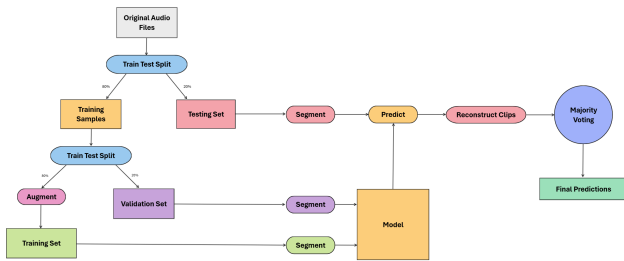 Original Audio
Files
Train Test Split
80%
20%
Training
Samples
Testing Set
Segment
Predict
Reconstruct Clips
Majority
Voting
Train Test Split
20%
Augment
Validation Set
Segment
Final Predictions
Model
Training Set
Segment